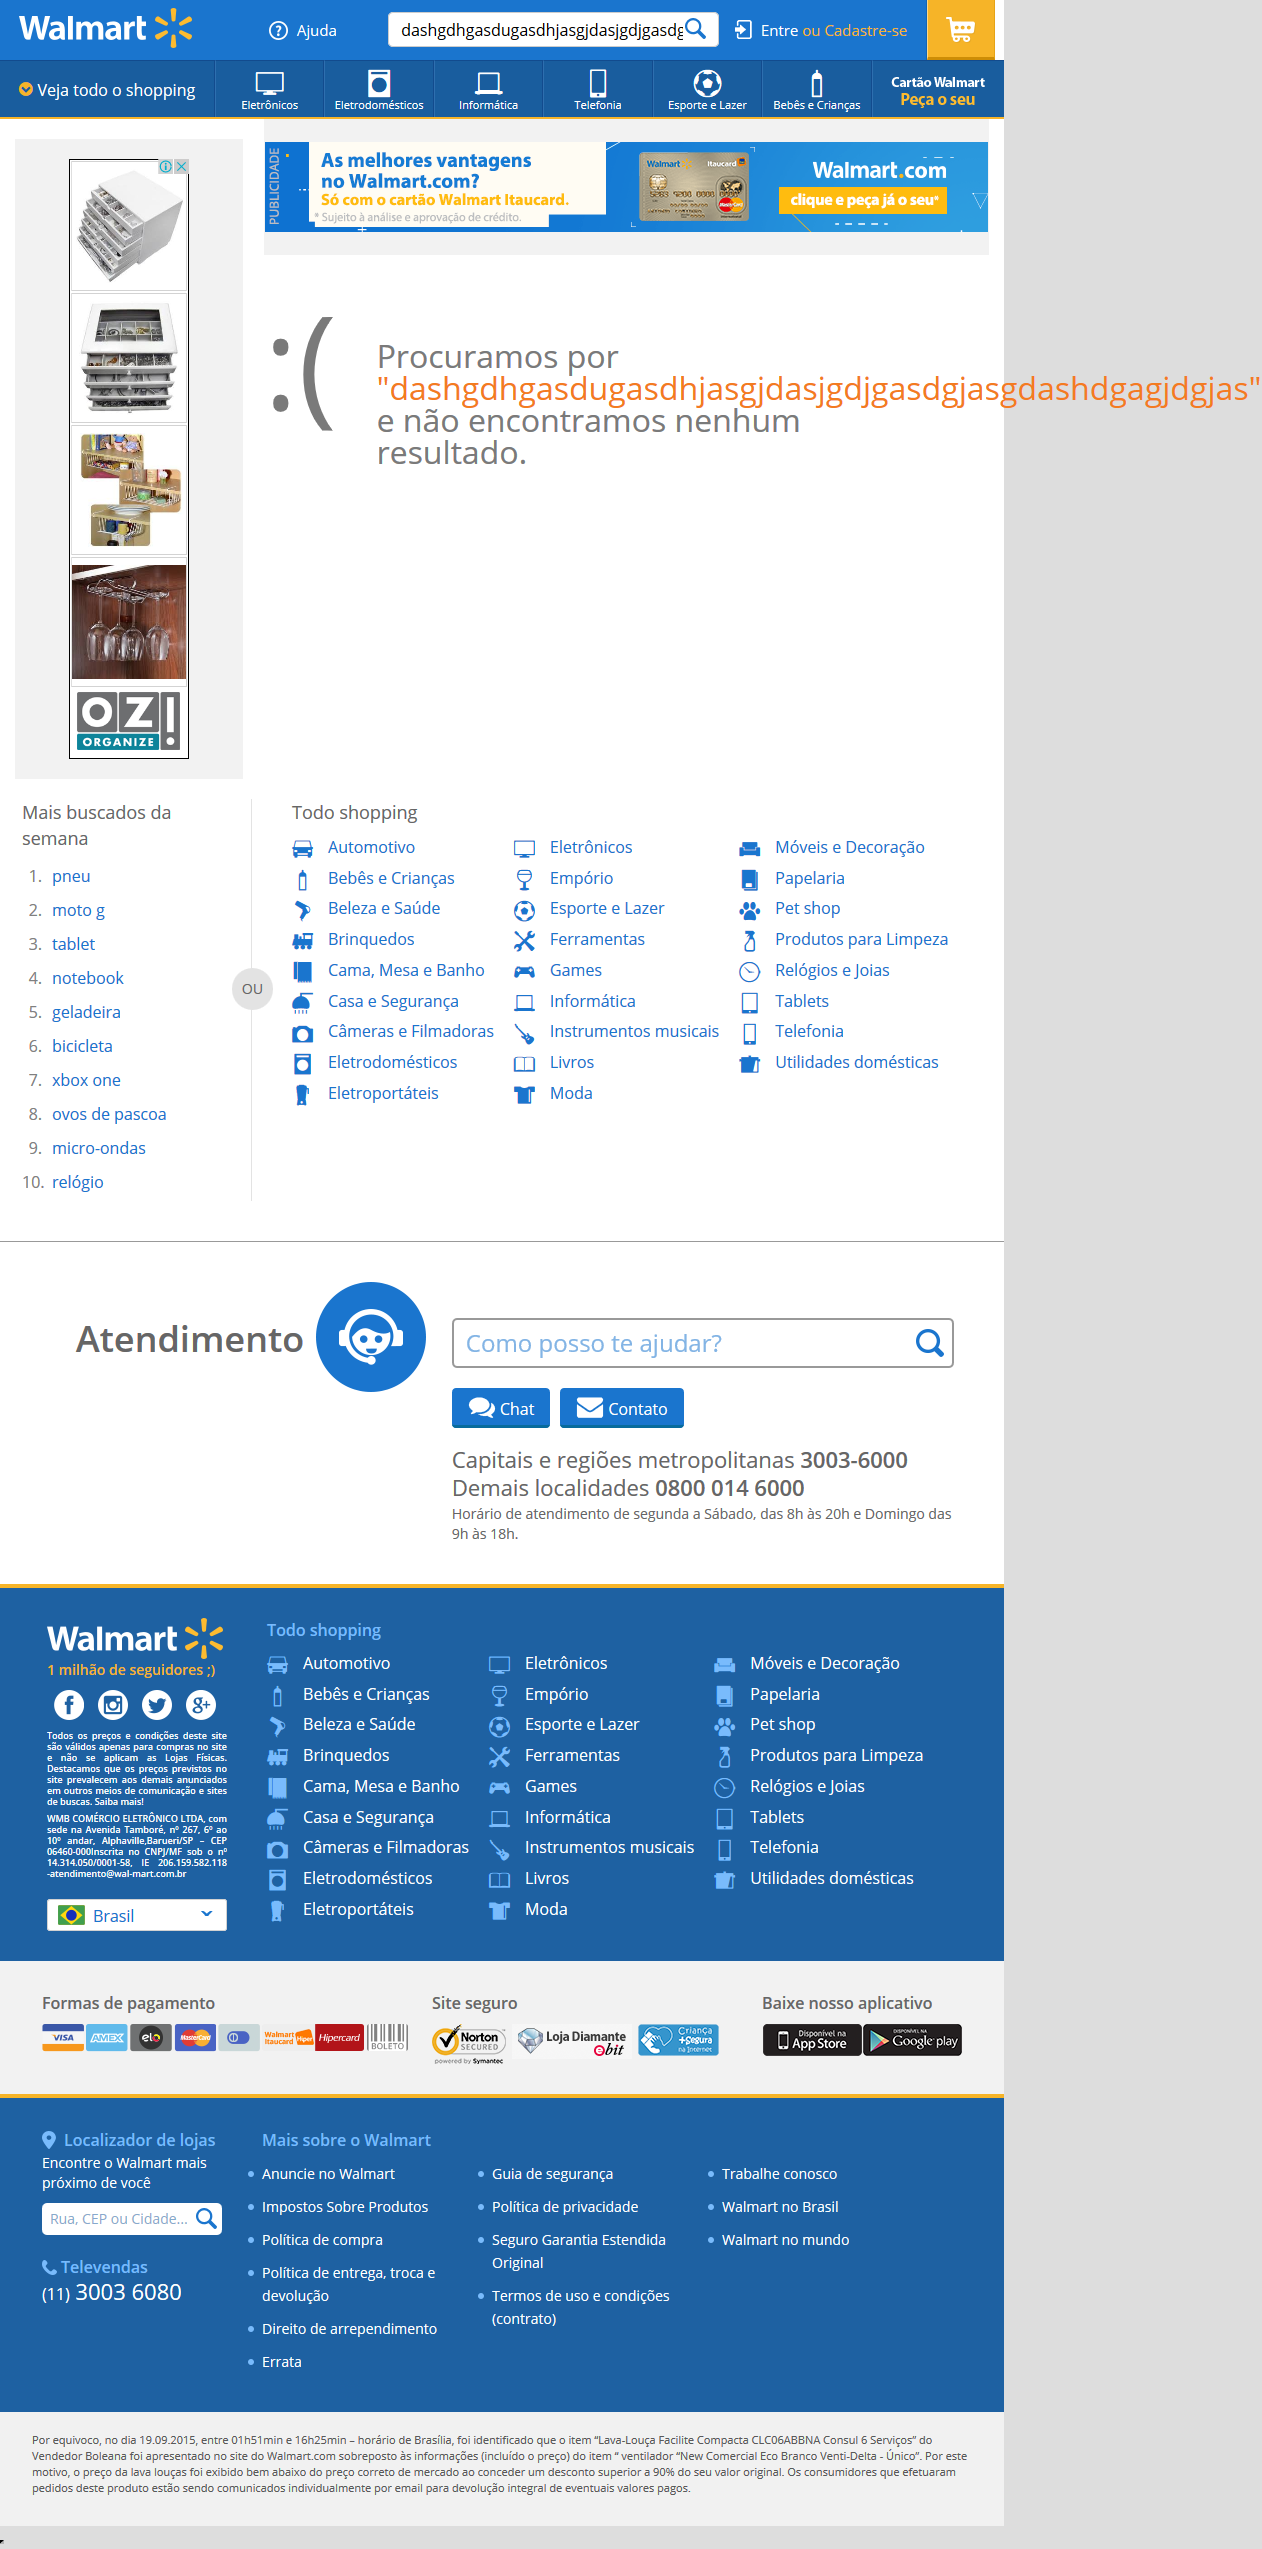 Walmart
Ajuda
dashgdhgasdugasdhjasgjdasjgdjgasdg
Entre ou Cadastre-se
Veja todo o shopping
Eletrônicos
Eletrodomésticos
Informática
Telefonia
Esporte e Lazer
Bebês e Crianças
Cartão Walmart
Peça o seu
PUBLICIDADE
As melhores vantagens
no Walmart.com?
Só com o cartão Walmart Itaucard.
* Sujeito à análise e aprovação de crédito.
Walmart Itaucard
MasterCard
Walmart.com
clique e peça já o seu*
OZ!
ORGANIZE
:(
Procuramos por
"dashgdhgasdugasdhjasgjdasjgdjgasdgjasgdashdgagjdgjas"
e não encontramos nenhum
resultado.
Mais buscados da
semana
1. pneu
2. moto g
3. tablet
4. notebook
5. geladeira
6. bicicleta
7. xbox one
8. ovos de pascoa
9. micro-ondas
10. relógio
OU
Todo shopping
Automotivo
Bebês e Crianças
Beleza e Saúde
Brinquedos
Cama, Mesa e Banho
Casa e Segurança
Câmeras e Filmadoras
Eletrodomésticos
Eletroportáteis
Eletrônicos
Empório
Esporte e Lazer
Ferramentas
Games
Informática
Instrumentos musicais
Livros
Moda
Móveis e Decoração
Papelaria
Pet shop
Produtos para Limpeza
Relógios e Joias
Tablets
Telefonia
Utilidades domésticas
Atendimento
Como posso te ajudar?
Chat
Contato
Capitais e regiões metropolitanas 3003-6000
Demais localidades 0800 014 6000
Horário de atendimento de segunda a Sábado, das 8h às 20h e Domingo das
9h às 18h.
Walmart
1 milhão de seguidores ;)
Todos os preços e condições deste site
são válidos apenas para compras no site
e não se aplicam as Lojas Físicas.
Destacamos que os preços previstos no
site prevalecem aos demais anunciados
em outros meios de comunicação e sites
de buscas. Saiba mais!
WMB COMÉRCIO ELETRÔNICO LTDA, com
sede na Avenida Tamboré, nº 267, 6º ao
10º andar, Alphaville,Barueri/SP – CEP
06460-000Inscrita no CNPJ/MF sob o nº
14.314.050/0001-58, IE 206.159.582.118
-atendimento@wal-mart.com.br
Brasil
Todo shopping
Automotivo
Bebês e Crianças
Beleza e Saúde
Brinquedos
Cama, Mesa e Banho
Casa e Segurança
Câmeras e Filmadoras
Eletrodomésticos
Eletroportáteis
Eletrônicos
Empório
Esporte e Lazer
Ferramentas
Games
Informática
Instrumentos musicais
Livros
Moda
Móveis e Decoração
Papelaria
Pet shop
Produtos para Limpeza
Relógios e Joias
Tablets
Telefonia
Utilidades domésticas
Formas de pagamento
VISA
AMEX
elo
MasterCard
Walmart Itaucard
Hiper
Hipercard
BOLETO
Site seguro
Norton
SECURED
powered by Symantec
Loja Diamante
ebit
Criança
+Segura
na Internet
Baixe nosso aplicativo
Disponível na
App Store
DISPONÍVEL NA
Google play
Localizador de lojas
Encontre o Walmart mais
próximo de você
Rua, CEP ou Cidade...
Televendas
(11) 3003 6080
Mais sobre o Walmart
Anuncie no Walmart
Impostos Sobre Produtos
Política de compra
Política de entrega, troca e
devolução
Direito de arrependimento
Errata
Guia de segurança
Política de privacidade
Seguro Garantia Estendida
Original
Termos de uso e condições
(contrato)
Trabalhe conosco
Walmart no Brasil
Walmart no mundo
Por equivoco, no dia 19.09.2015, entre 01h51min e 16h25min – horário de Brasília, foi identificado que o item “Lava-Louça Facilite Compacta CLC06ABBNA Consul 6 Serviços” do
Vendedor Boleana foi apresentado no site do Walmart.com sobreposto às informações (incluído o preço) do item “ ventilador “New Comercial Eco Branco Venti-Delta - Único”. Por este
motivo, o preço da lava louças foi exibido bem abaixo do preço correto de mercado ao conceder um desconto superior a 90% do seu valor original. Os consumidores que efetuaram
pedidos deste produto estão sendo comunicados individualmente por email para devolução integral de eventuais valores pagos.